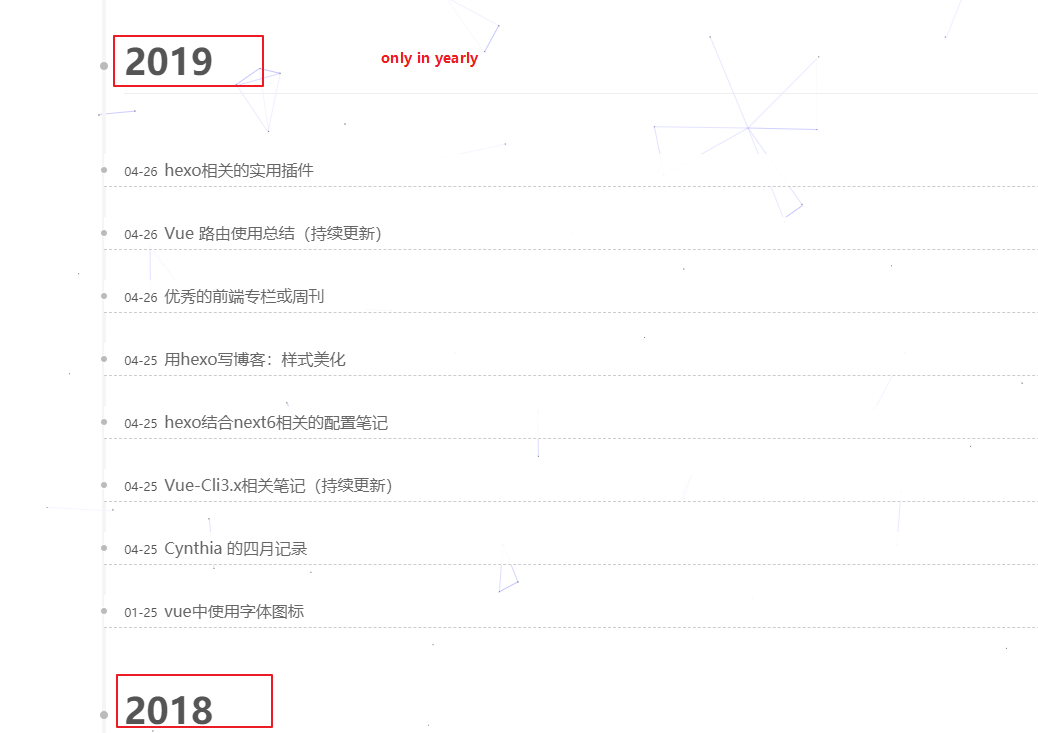 2019
only in yearly
04-26 hexo相关的实用插件
04-26 Vue 路由使用总结（持续更新）
04-26 优秀的前端专栏或周刊
04-25 用hexo写博客：样式美化
04-25 hexo结合next6相关的配置笔记
04-25 Vue-Cli3.x相关笔记（持续更新）
04-25 Cynthia 的四月记录
01-25 vue中使用字体图标
2018